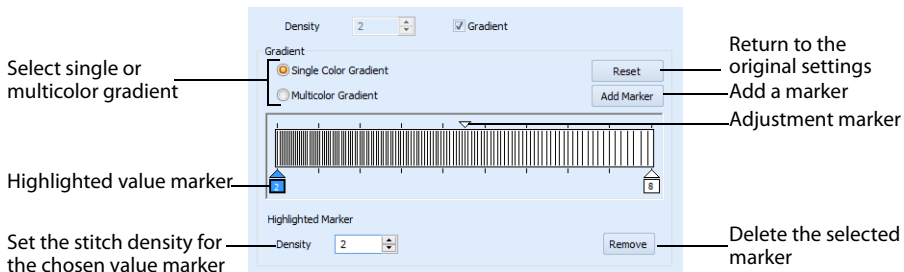 Density 2 Gradient
Gradient
Select single or
multicolor gradient
Single Color Gradient
Multicolor Gradient
Reset
Add Marker
Return to the
original settings
Add a marker
Adjustment marker
Highlighted value marker
2
8
Highlighted Marker
Set the stitch density for
the chosen value marker
Density 2
Remove
Delete the selected
marker